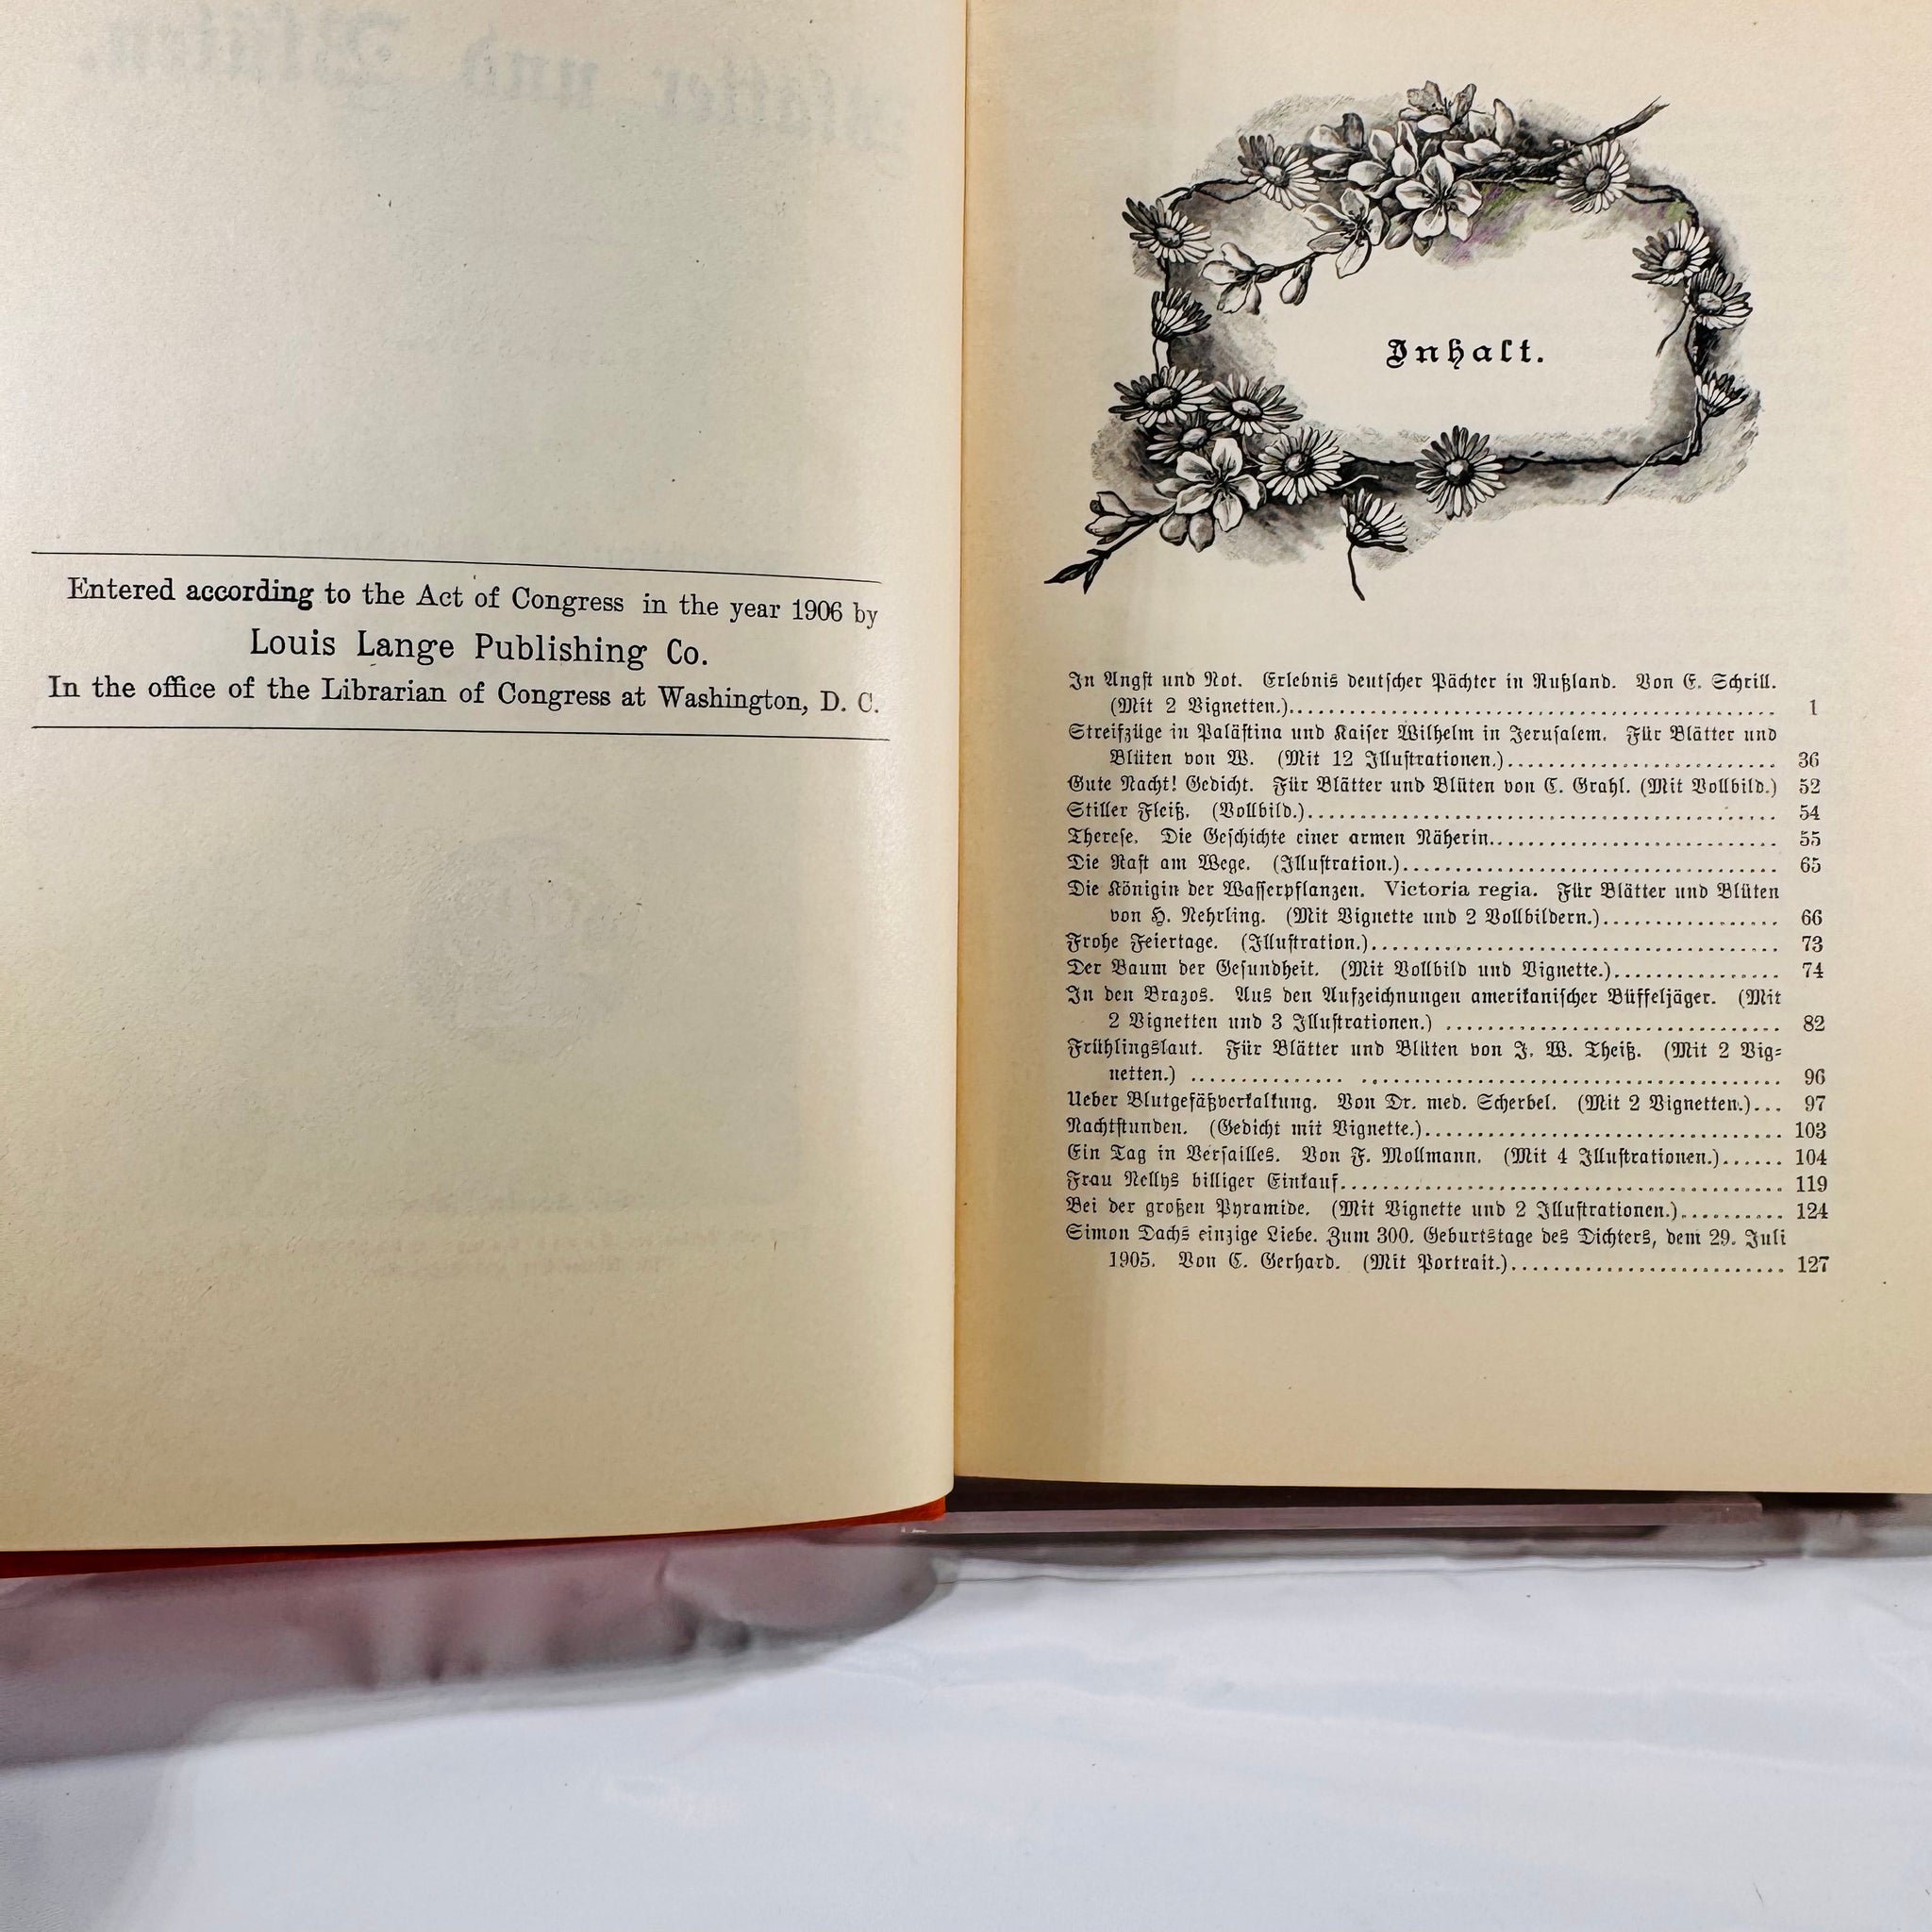 Entered according to the Act of Congress in the year 1906 by
Louis Lange Publishing Co.
In the office of the Librarian of Congress at Washington, D. C.
Inhalt.
In Angst und Not. Erlebnis deutscher Pächter in Rußland. Von E. Schrill.
(Mit 2 Vignetten.)............................................................ 1
Streifzüge in Palästina und Kaiser Wilhelm in Jerusalem. Für Blätter und
Blüten von W. (Mit 12 Illustrationen.)................................ 36
Gute Nacht! Gedicht. Für Blätter und Blüten von C. Grahl. (Mit Vollbild.) 52
Stiller Fleiß. (Vollbild.)......................................................... 54
Therese. Die Geschichte einer armen Näherin.................................. 55
Die Rast am Wege. (Illustration.)............................................. 65
Die Königin der Wasserpflanzen. Victoria regia. Für Blätter und Blüten
von H. Nehrling. (Mit Vignette und 2 Vollbildern.)..................... 66
Frohe Feiertage. (Illustration.)................................................. 73
Der Baum der Gesundheit. (Mit Vollbild und Vignette.)................... 74
In den Brazos. Aus den Aufzeichnungen amerikanischer Büffeljäger. (Mit
2 Vignetten und 3 Illustrationen.) ........................................ 82
Frühlingslaut. Für Blätter und Blüten von J. W. Theiß. (Mit 2 Vig-
netten.) ............... .................................................. 96
Ueber Blutgefäßverkalkung. Von Dr. med. Scherbel. (Mit 2 Vignetten.)... 97
Nachtstunden. (Gedicht mit Vignette.)........................................... 103
Ein Tag in Versailles. Von F. Mollmann. (Mit 4 Illustrationen.)...... 104
Frau Nellys billiger Einkauf..................................................... 119
Bei der großen Pyramide. (Mit Vignette und 2 Illustrationen.)........... 124
Simon Dachs einzige Liebe. Zum 300. Geburtstage des Dichters, dem 29. Juli
1905. Von C. Gerhard. (Mit Portrait.)................................ 127